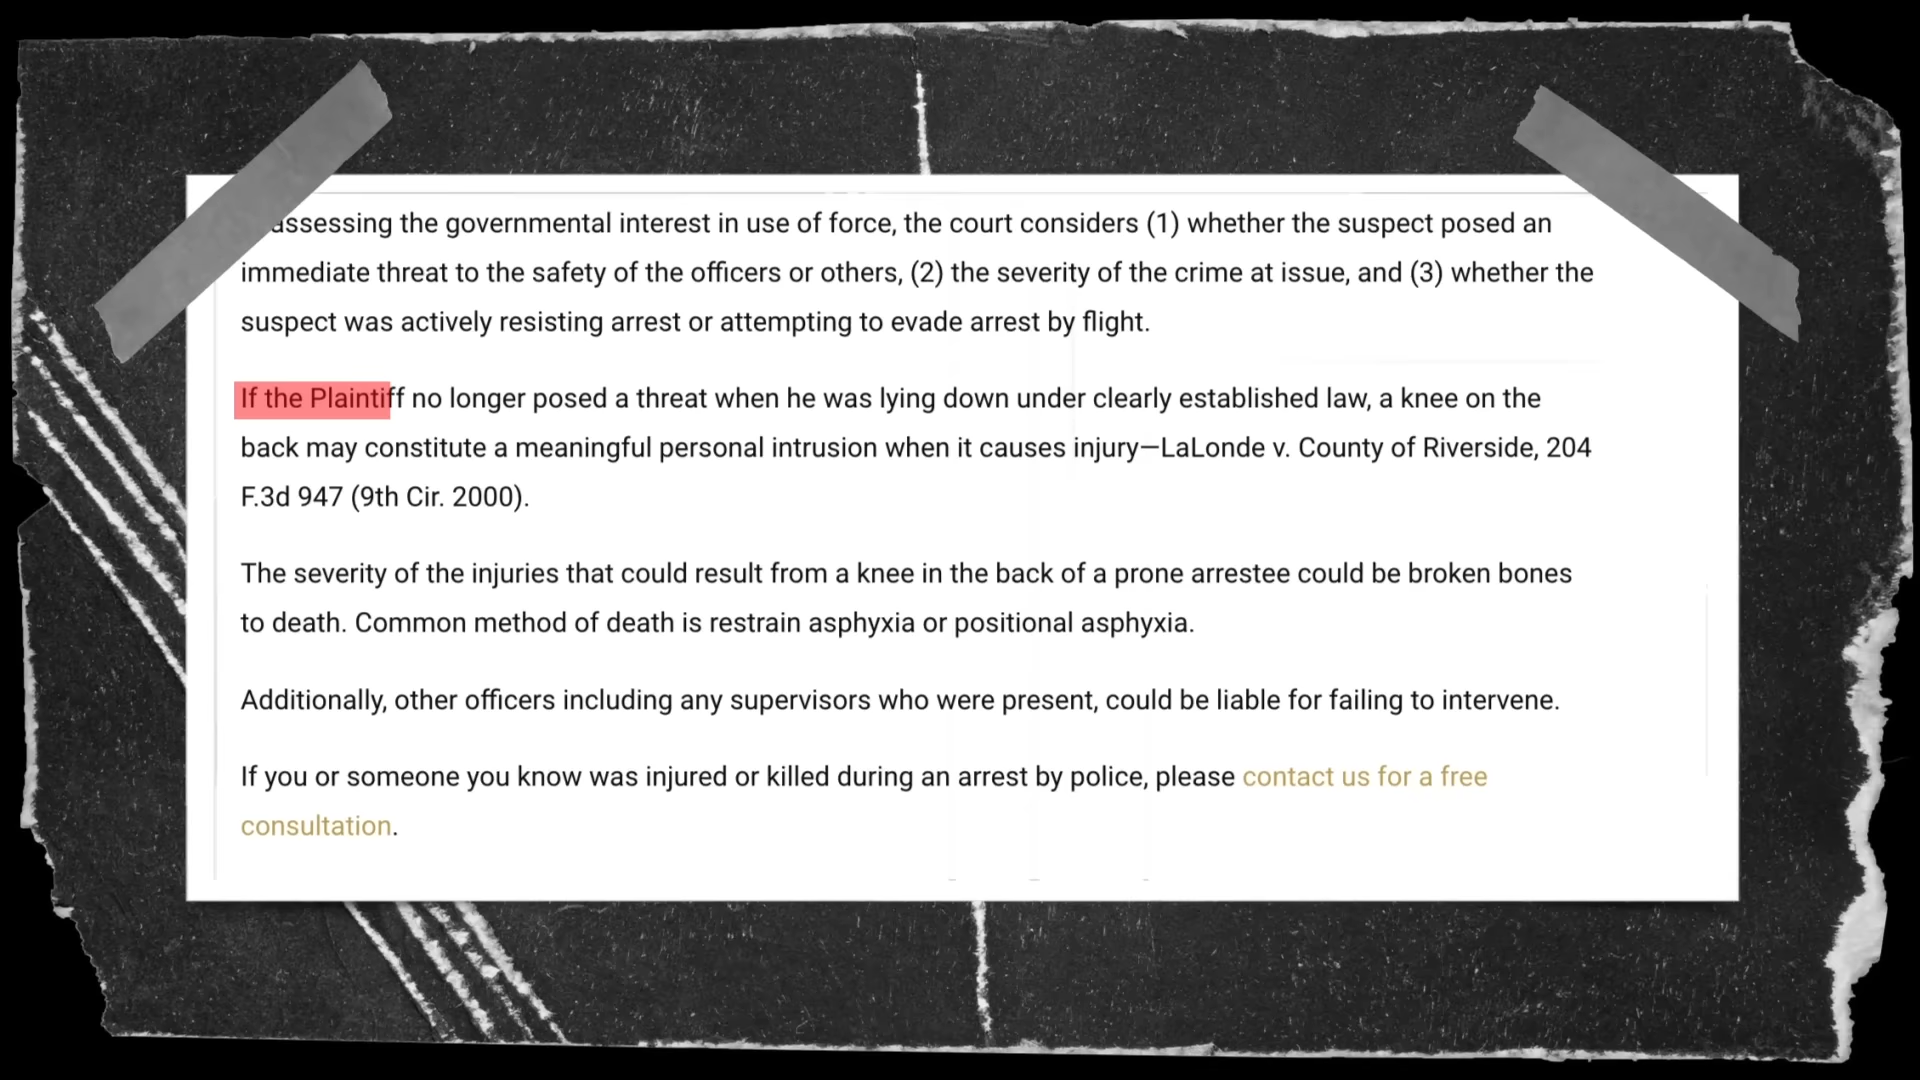 assessing the governmental interest in use of force, the court considers (1) whether the suspect posed an
immediate threat to the safety of the officers or others, (2) the severity of the crime at issue, and (3) whether the
suspect was actively resisting arrest or attempting to evade arrest by flight.
If the Plaintiff no longer posed a threat when he was lying down under clearly established law, a knee on the
back may constitute a meaningful personal intrusion when it causes injury—LaLonde v. County of Riverside, 204
F.3d 947 (9th Cir. 2000).
The severity of the injuries that could result from a knee in the back of a prone arrestee could be broken bones
to death. Common method of death is restrain asphyxia or positional asphyxia.
Additionally, other officers including any supervisors who were present, could be liable for failing to intervene.
If you or someone you know was injured or killed during an arrest by police, please contact us for a free
consultation.